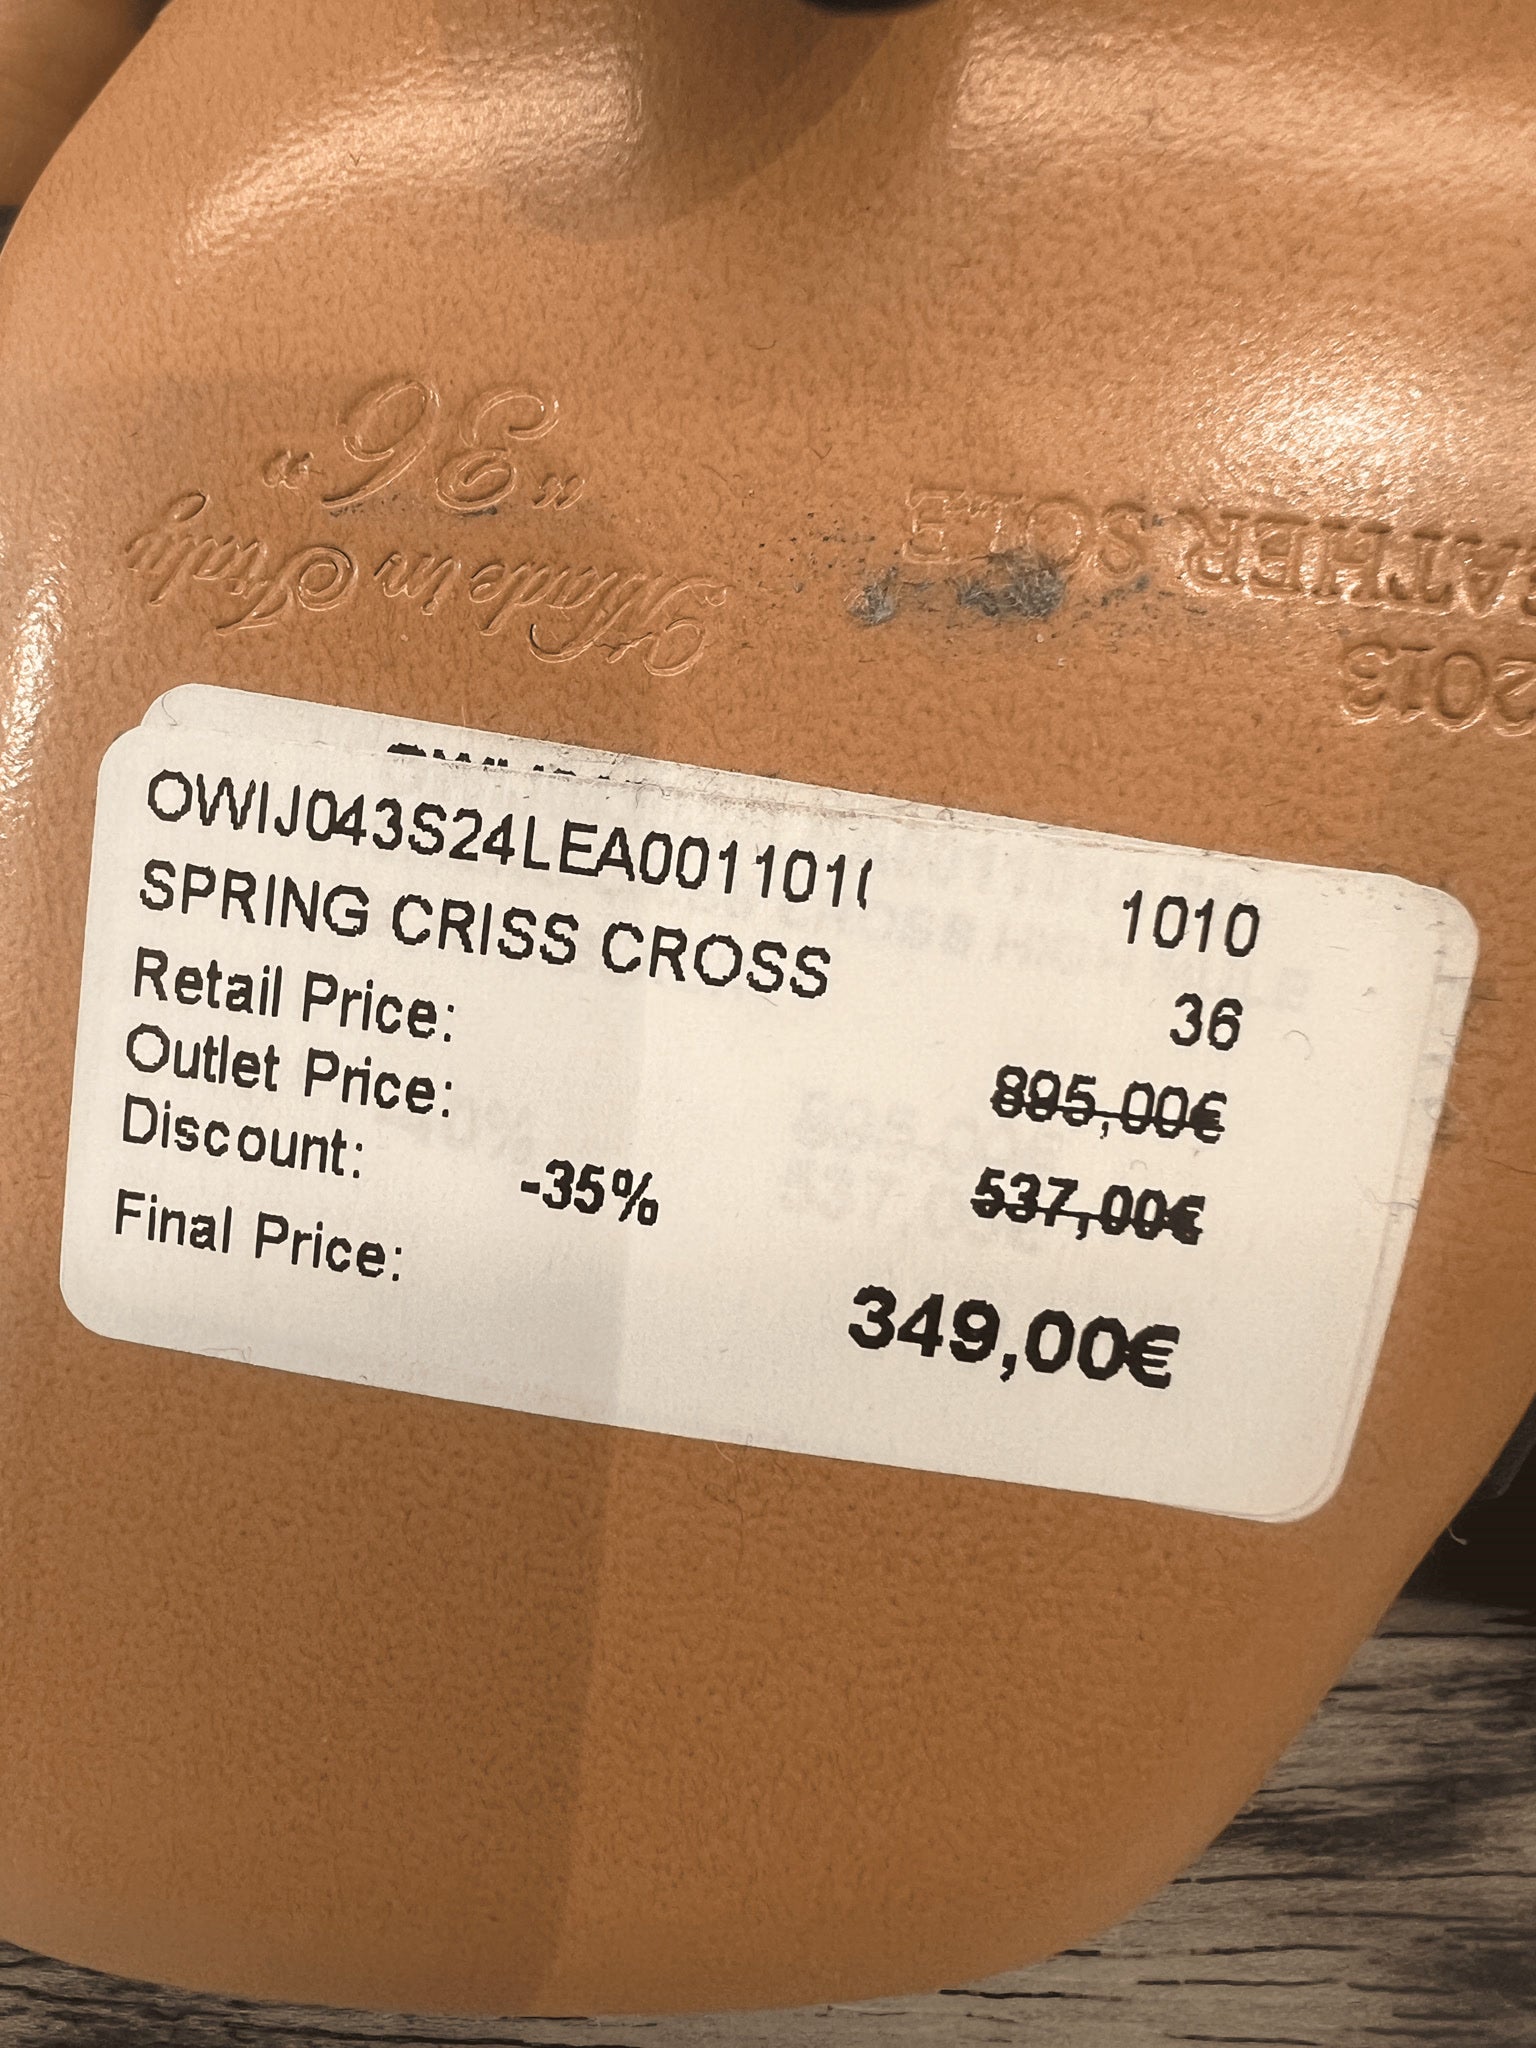 "36"
Made in Italy
LEATHER SOLE
2013
OWIJ043S24LEA0011010 1010
SPRING CRISS CROSS 36
Retail Price: 895,00€
Outlet Price: 537,00€
Discount: -35%
Final Price: 349,00€